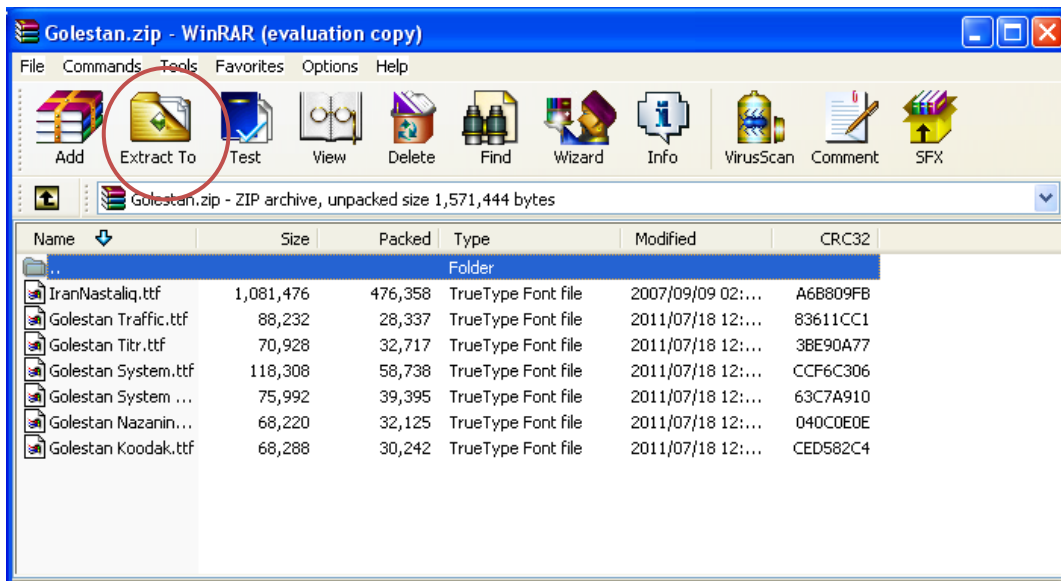 Golestan.zip - WinRAR (evaluation copy)
File Commands Tools Favorites Options Help
Add Extract To Test View Delete Find Wizard Info VirusScan Comment SFX
Golestan.zip - ZIP archive, unpacked size 1,571,444 bytes
Name Size Packed Type Modified CRC32
.. Folder
IranNastaliq.ttf 1,081,476 476,358 TrueType Font file 2007/09/09 02:... A6B809FB
Golestan Traffic.ttf 88,232 28,337 TrueType Font file 2011/07/18 12:... 83611CC1
Golestan Titr.ttf 70,928 32,717 TrueType Font file 2011/07/18 12:... 3BE90A77
Golestan System.ttf 118,308 58,738 TrueType Font file 2011/07/18 12:... CCF6C306
Golestan System ... 75,992 39,395 TrueType Font file 2011/07/18 12:... 63C7A910
Golestan Nazanin... 68,220 32,125 TrueType Font file 2011/07/18 12:... 040C0E0E
Golestan Koodak.ttf 68,288 30,242 TrueType Font file 2011/07/18 12:... CED582C4